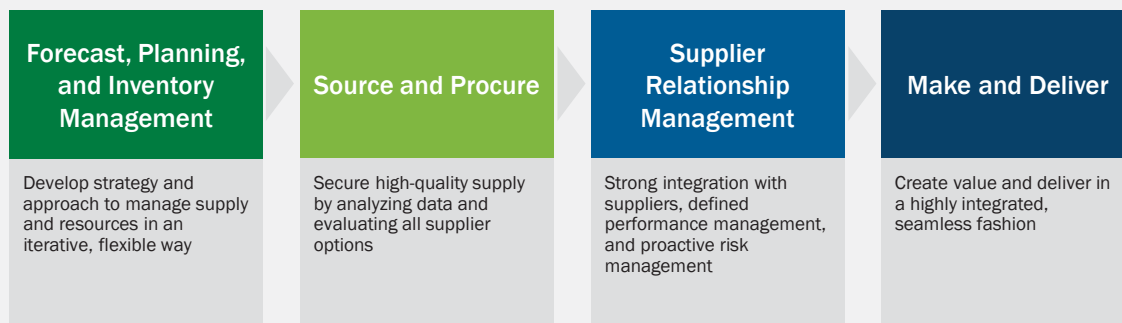 Forecast, Planning,
and Inventory
Management
Develop strategy and
approach to manage supply
and resources in an
iterative, flexible way
Source and Procure
Secure high-quality supply
by analyzing data and
evaluating all supplier
options
Supplier
Relationship
Management
Strong integration with
suppliers, defined
performance management,
and proactive risk
management
Make and Deliver
Create value and deliver in
a highly integrated,
seamless fashion